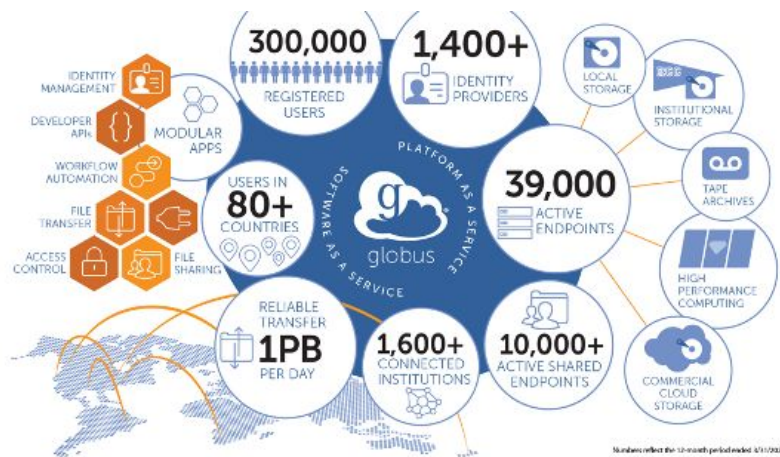 300,000
REGISTERED
USERS
1,400+
IDENTITY
PROVIDERS
LOCAL
STORAGE
INSTITUTIONAL
STORAGE
TAPE
ARCHIVES
HIGH
PERFORMANCE
COMPUTING
COMMERCIAL
CLOUD
STORAGE
39,000
ACTIVE
ENDPOINTS
10,000+
ACTIVE SHARED
ENDPOINTS
1,600+
CONNECTED
INSTITUTIONS
RELIABLE
TRANSFER
1PB
PER DAY
USERS IN
80+
COUNTRIES
MODULAR
APPS
IDENTITY
MANAGEMENT
DEVELOPER
APIs
WORKFLOW
AUTOMATION
FILE
TRANSFER
ACCESS
CONTROL
FILE
SHARING
PLATFORM AS A SERVICE
SOFTWARE AS A SERVICE
g
globus
Numbers reflect the 12-month period ended 3/31/202